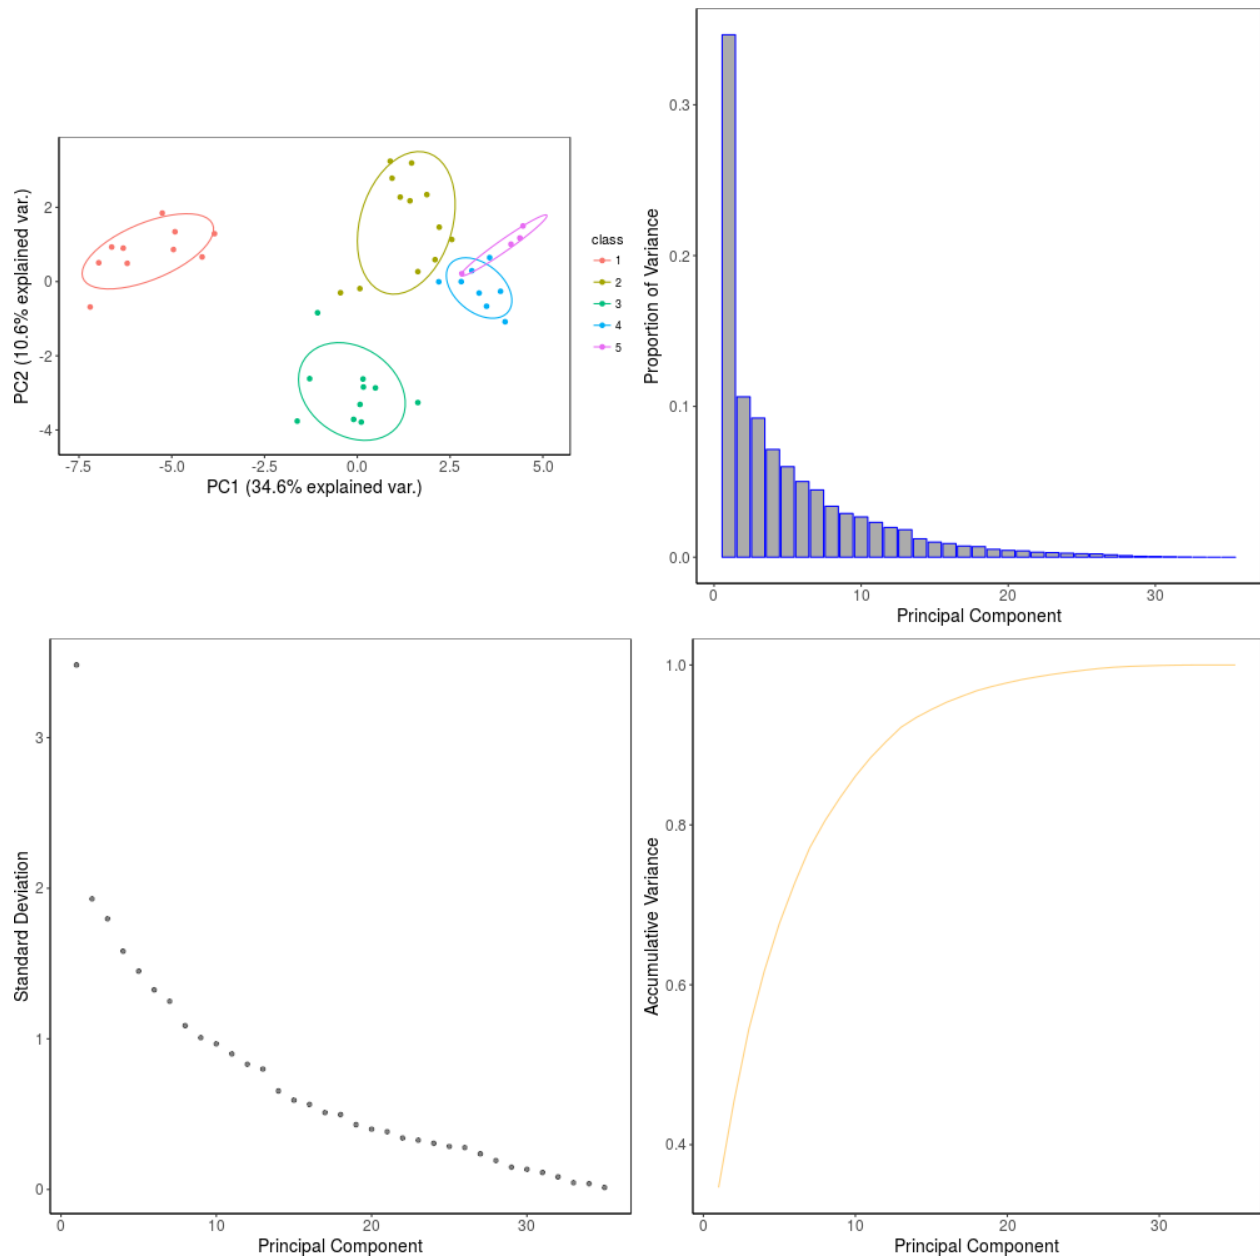 PC2 (10.6% explained var.)
2
0
-2
-4
-7.5 -5.0 -2.5 0.0 2.5 5.0
PC1 (34.6% explained var.)
class
1
2
3
4
5
Proportion of Variance
0.3
0.2
0.1
0.0
0 10 20 30
Principal Component
Standard Deviation
3
2
1
0
0 10 20 30
Principal Component
Accumulative Variance
1.0
0.8
0.6
0.4
0 10 20 30
Principal Component